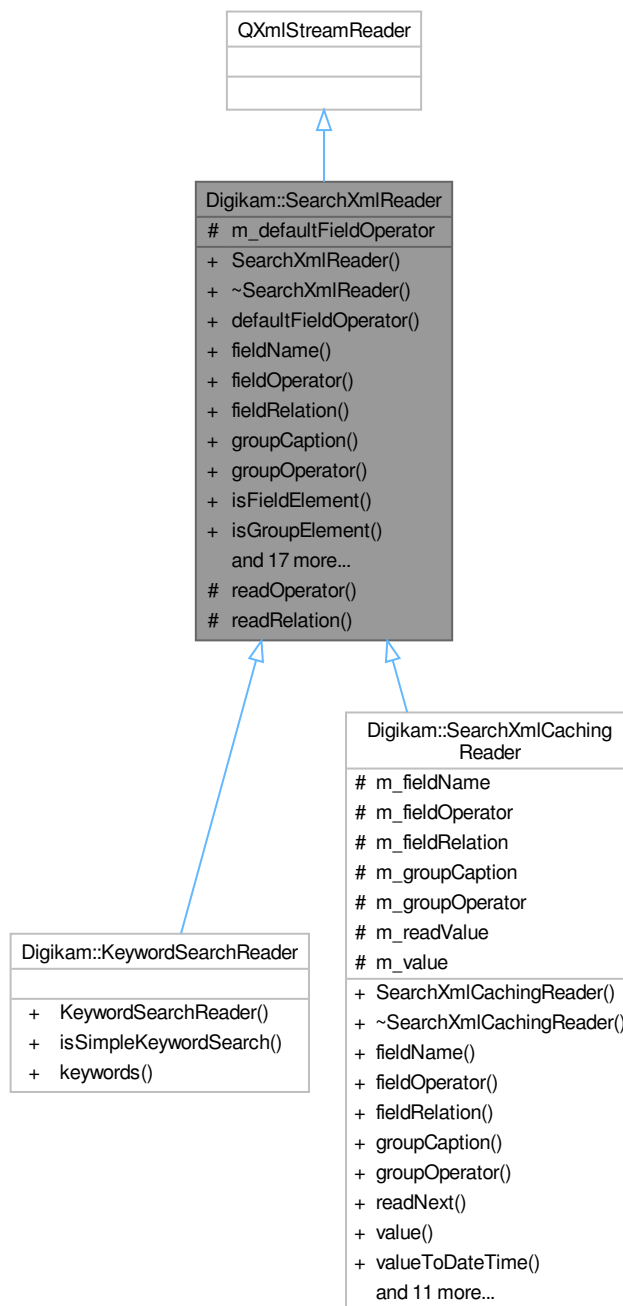 QXmlStreamReader
Digikam::SearchXmlReader
# m_defaultFieldOperator
+ SearchXmlReader()
+ ~SearchXmlReader()
+ defaultFieldOperator()
+ fieldName()
+ fieldOperator()
+ fieldRelation()
+ groupCaption()
+ groupOperator()
+ isFieldElement()
+ isGroupElement()
and 17 more...
# readOperator()
# readRelation()
Digikam::KeywordSearchReader
+ KeywordSearchReader()
+ isSimpleKeywordSearch()
+ keywords()
Digikam::SearchXmlCaching
Reader
# m_fieldName
# m_fieldOperator
# m_fieldRelation
# m_groupCaption
# m_groupOperator
# m_readValue
# m_value
+ SearchXmlCachingReader()
+ ~SearchXmlCachingReader()
+ fieldName()
+ fieldOperator()
+ fieldRelation()
+ groupCaption()
+ groupOperator()
+ readNext()
+ value()
+ valueToDateTime()
and 11 more...